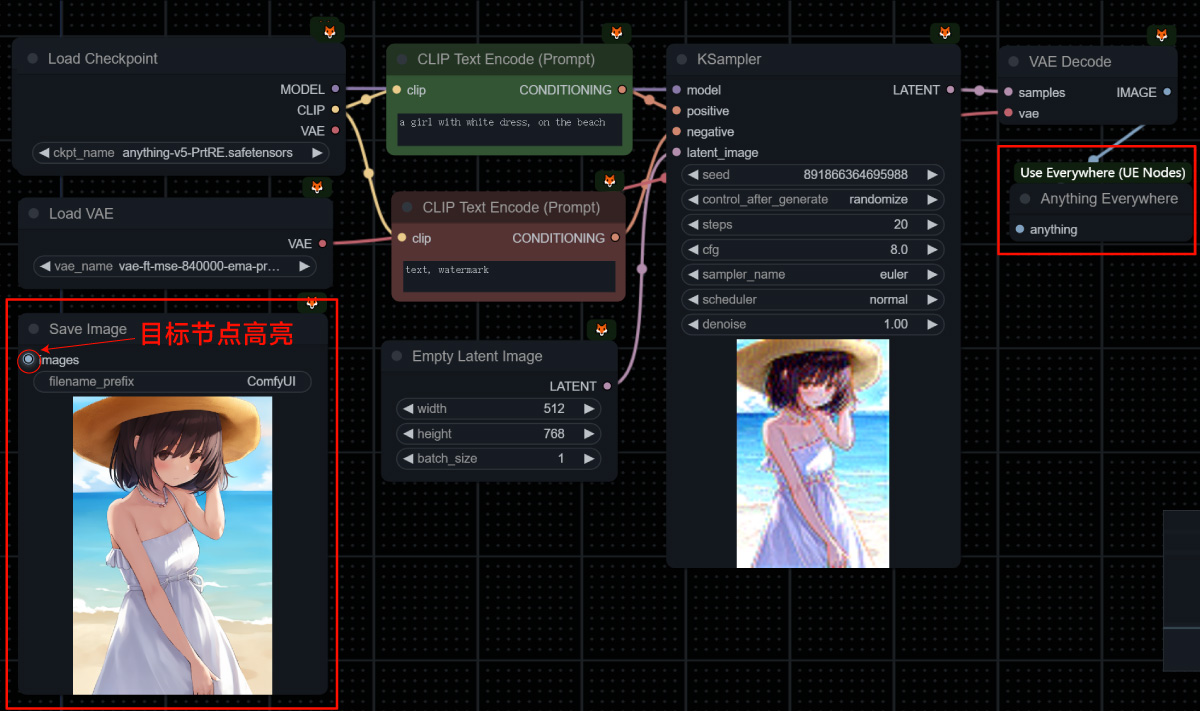 Load Checkpoint
MODEL
CLIP
VAE
ckpt_name anything-v5-PrtRE.safetensors
Load VAE
VAE
vae_name vae-ft-mse-840000-ema-pr...
Save Image
目标节点高亮
images
filename_prefix ComfyUI
CLIP Text Encode (Prompt)
clip CONDITIONING
a girl with white dress, on the beach
CLIP Text Encode (Prompt)
clip CONDITIONING
text, watermark
Empty Latent Image
LATENT
width 512
height 768
batch_size 1
KSampler
model LATENT
positive
negative
latent_image
seed 891866364695988
control_after_generate randomize
steps 20
cfg 8.0
sampler_name euler
scheduler normal
denoise 1.00
VAE Decode
samples IMAGE
vae
Use Everywhere (UE Nodes)
Anything Everywhere
anything